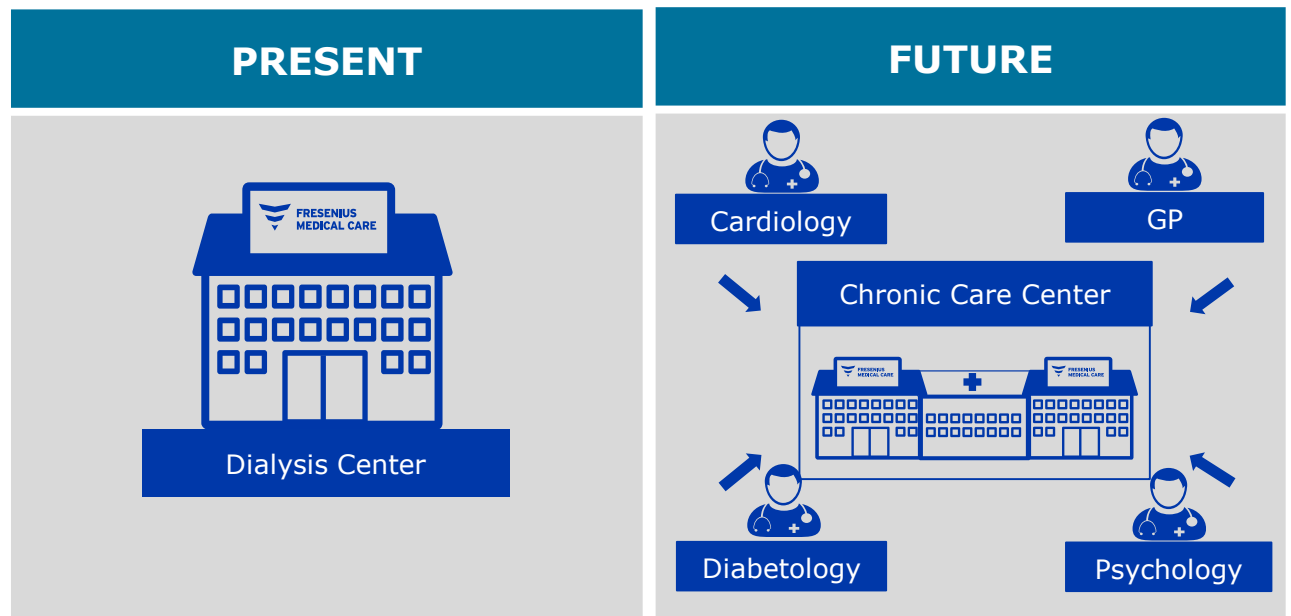 PRESENT
FRESENIUS
MEDICAL CARE
Dialysis Center
FUTURE
Cardiology
GP
Chronic Care Center
FRESENIUS
MEDICAL CARE
FRESENIUS
MEDICAL CARE
Diabetology
Psychology